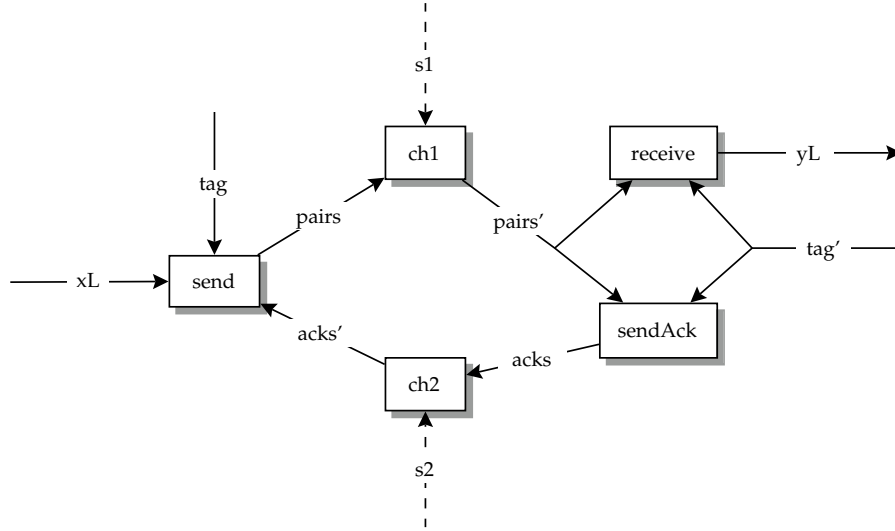 s1
ch1
receive
yL
tag
pairs
pairs’
tag’
xL
send
acks’
sendAck
acks
ch2
s2